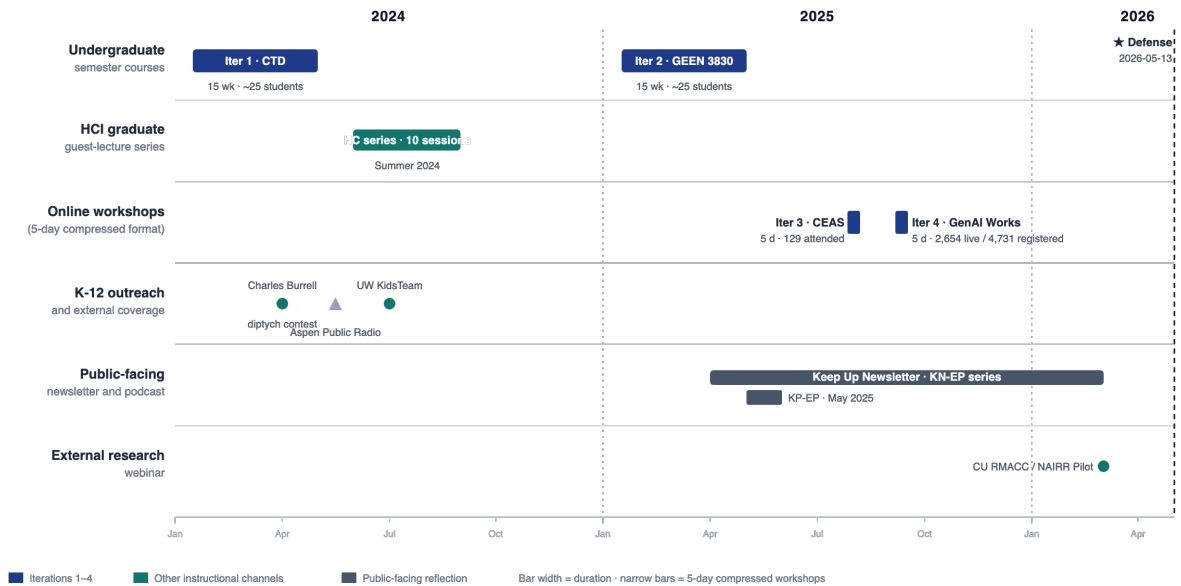 2024
2025
2026
Undergraduate
semester courses
Iter 1 · CTD
15 wk · ~25 students
Iter 2 · GEEN 3830
15 wk · ~25 students
★ Defense
2026-05-13
HCI graduate
guest-lecture series
HC series · 10 sessions
Summer 2024
Online workshops
(5-day compressed format)
Iter 3 · CEAS
5 d · 129 attended
Iter 4 · GenAI Works
5 d · 2,654 live / 4,731 registered
K-12 outreach
and external coverage
Charles Burrell
diptych contest
Aspen Public Radio
UW KidsTeam
Public-facing
newsletter and podcast
Keep Up Newsletter · KN-EP series
KP-EP · May 2025
External research
webinar
CU RMACC / NAIRR Pilot
Jan
Apr
Jul
Oct
Jan
Apr
Jul
Oct
Jan
Apr
Iterations 1–4
Other instructional channels
Public-facing reflection
Bar width = duration · narrow bars = 5-day compressed workshops